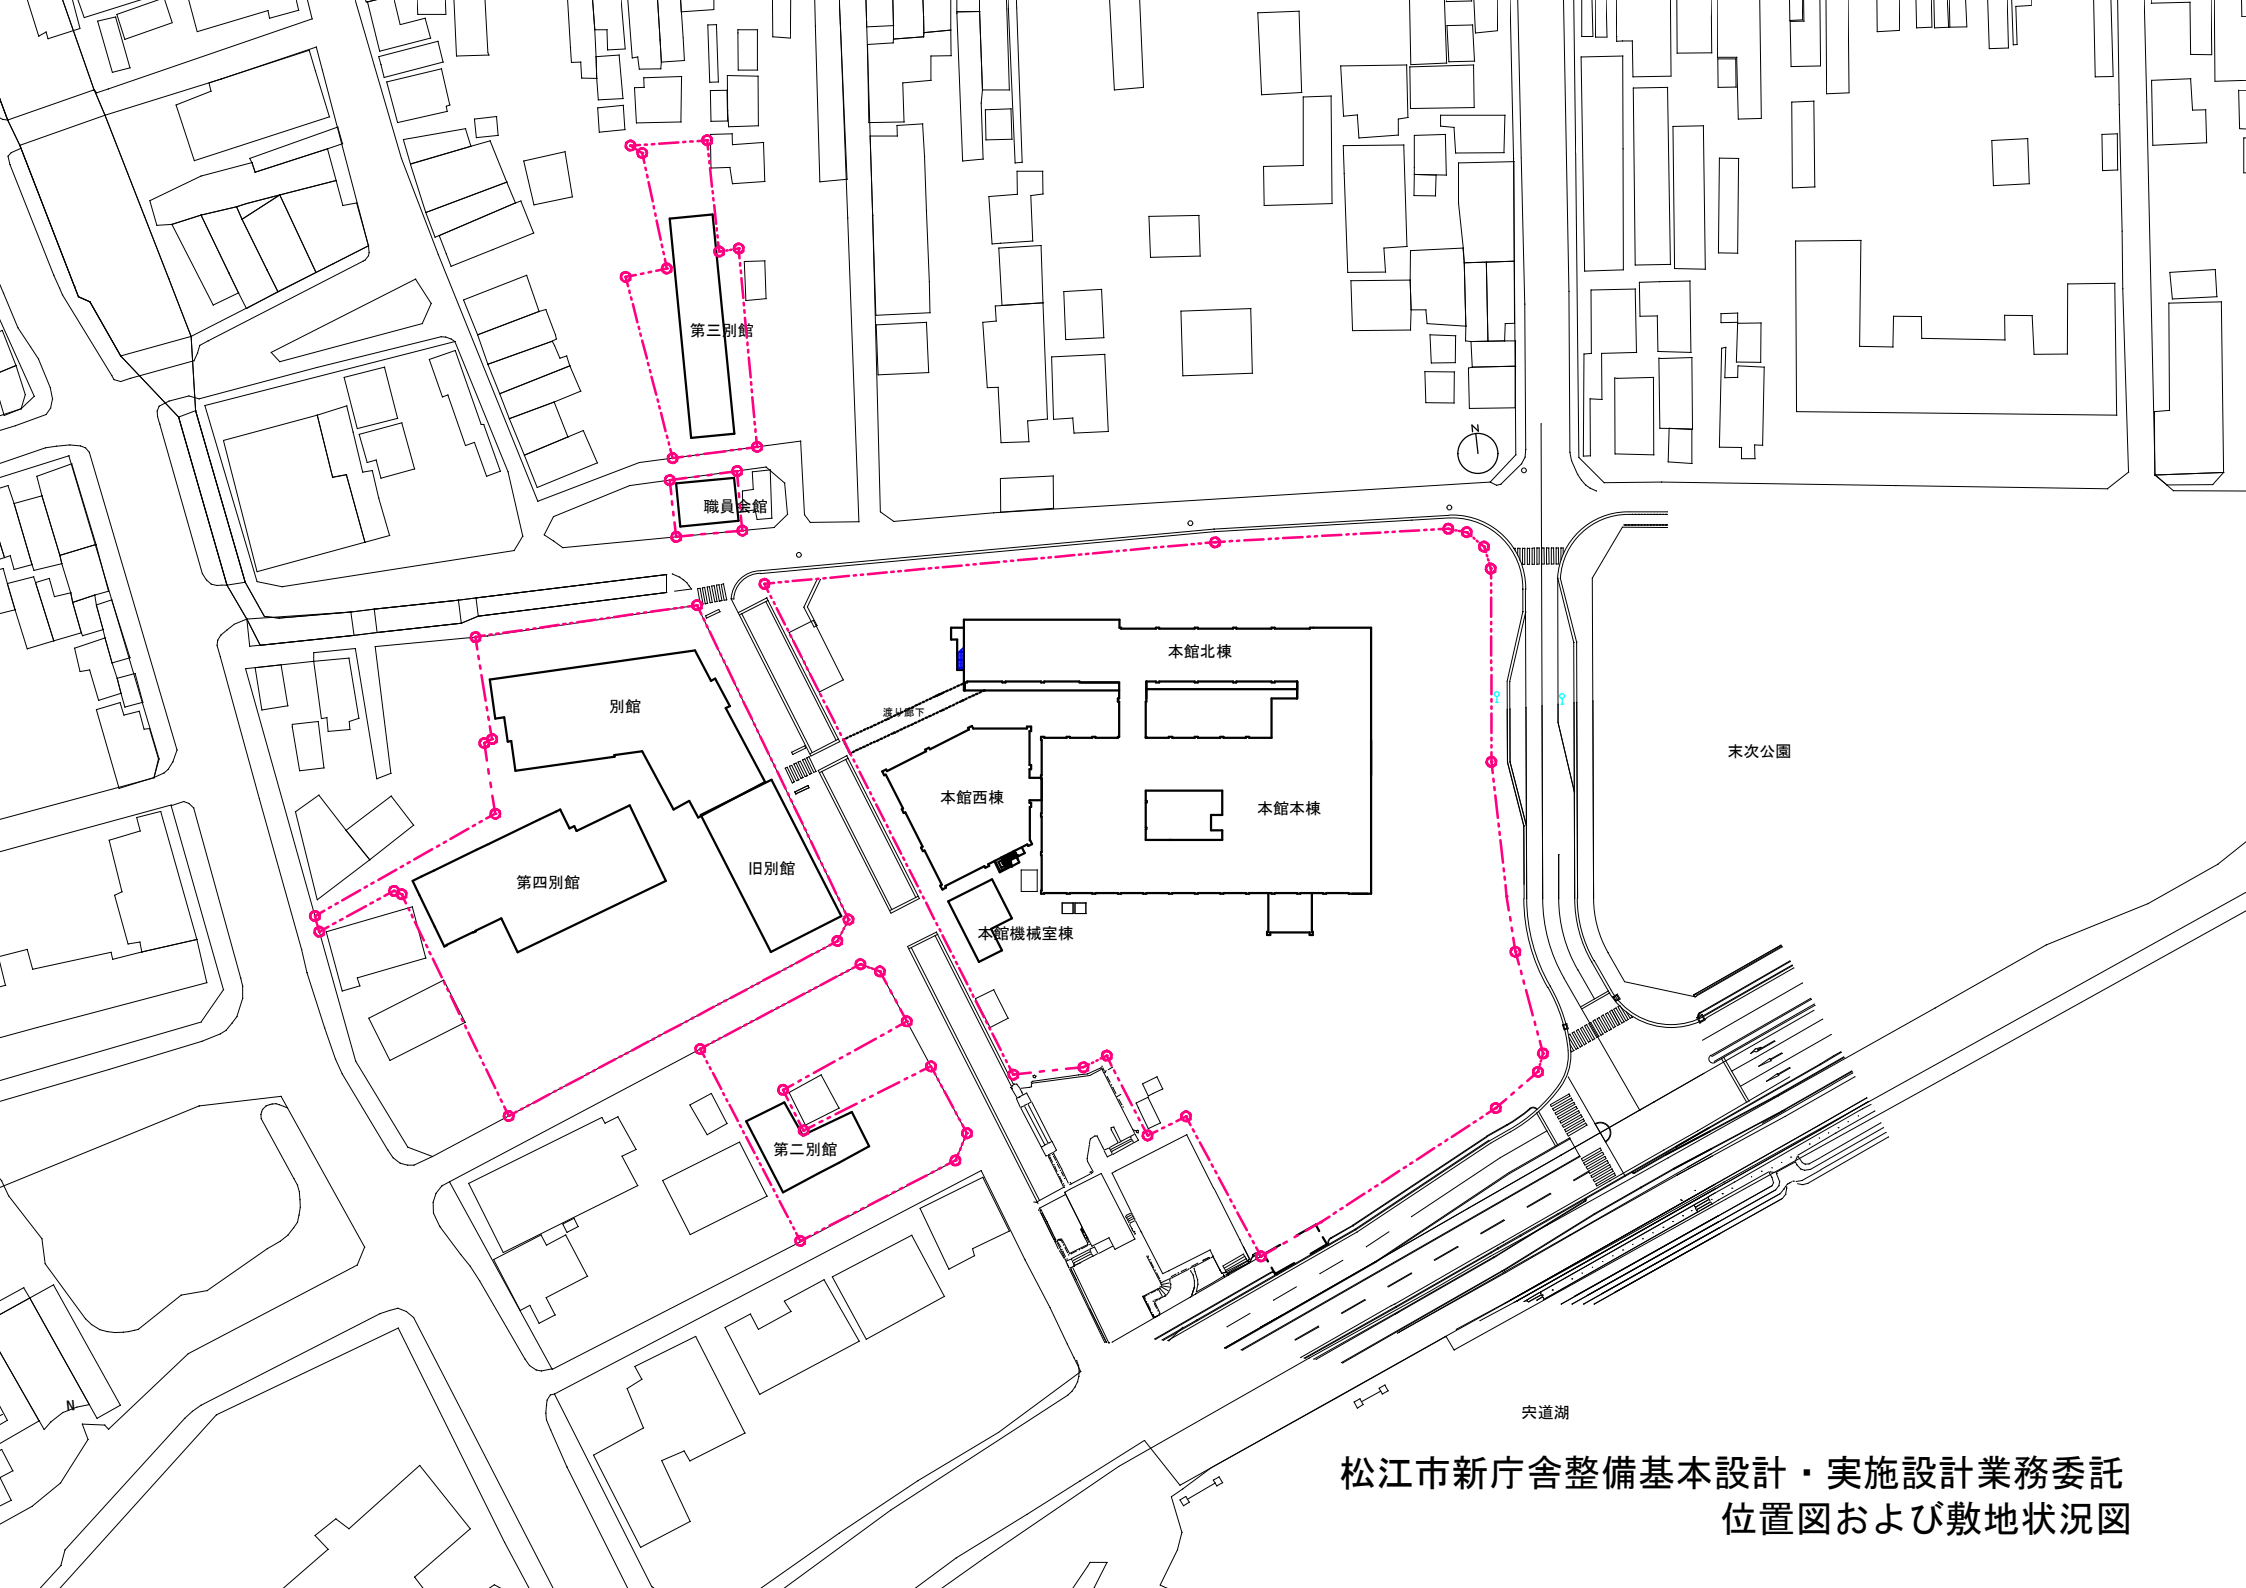 第三別館
N
職員会館
本館北棟
別館
渡り廊下
末次公園
本館西棟
本館本棟
旧別館
第四別館
本館機械室棟
第二別館
N
宍道湖
松江市新庁舎整備基本設計・実施設計業務委託
位置図および敷地状況図